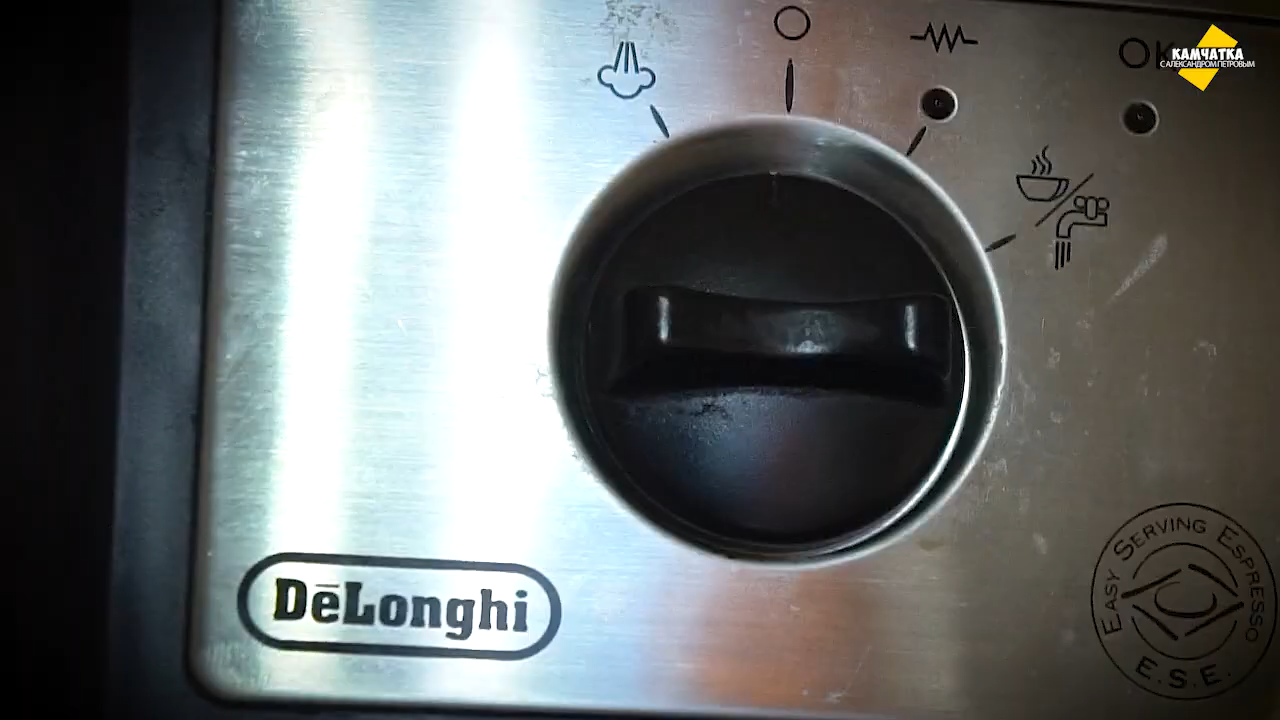 OK
КАМЧАТКА
С АЛЕКСАНДРОМ ПЕТРОВЫМ
DēLonghi
EASY SERVING ESPRESSO
E.S.E.